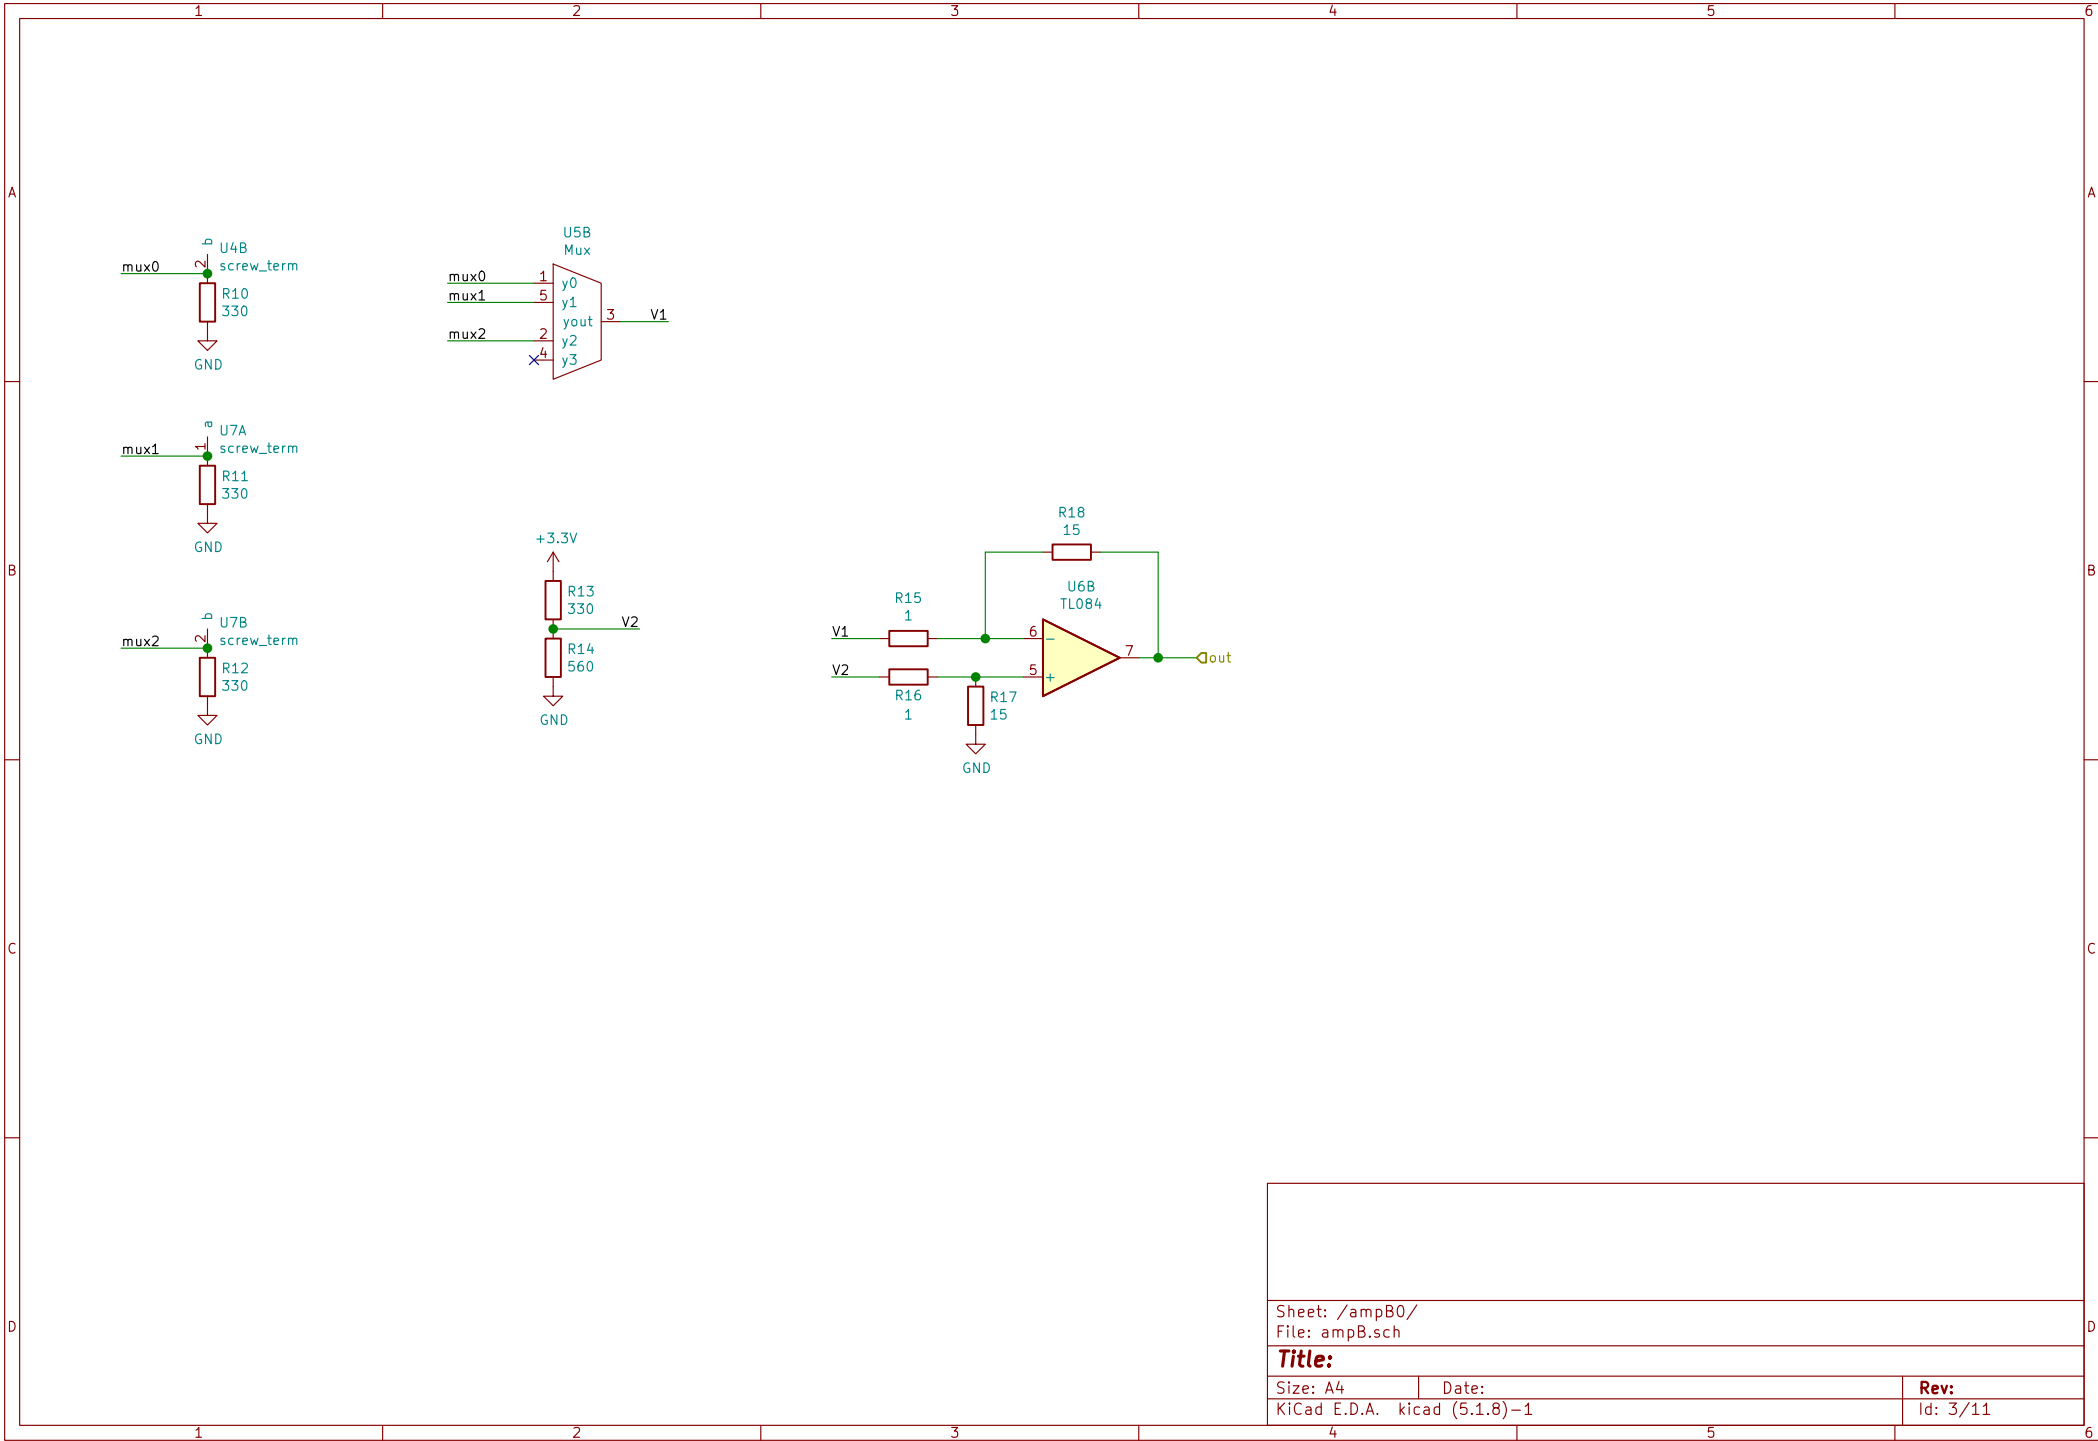 1 2 3 4 5 6
A A
b
U4B
screw_term
2
mux0
R10
330
GND
U5B
Mux
mux0 1 y0
mux1 5 y1
yout 3 V1
mux2 2 y2
4 y3
a
U7A
screw_term
1
mux1
R11
330
GND
B B
b
U7B
screw_term
2
mux2
R12
330
GND
+3.3V
R13
330
V2
R14
560
GND
R18
15
U6B
TL084
R15
1
V1 6 −
7 out
V2 5 +
R16
1
R17
15
GND
C C
D D
Sheet: /ampB0/
File: ampB.sch
Title:
Size: A4 Date: Rev:
KiCad E.D.A. kicad (5.1.8)-1 Id: 3/11
1 2 3 4 5 6